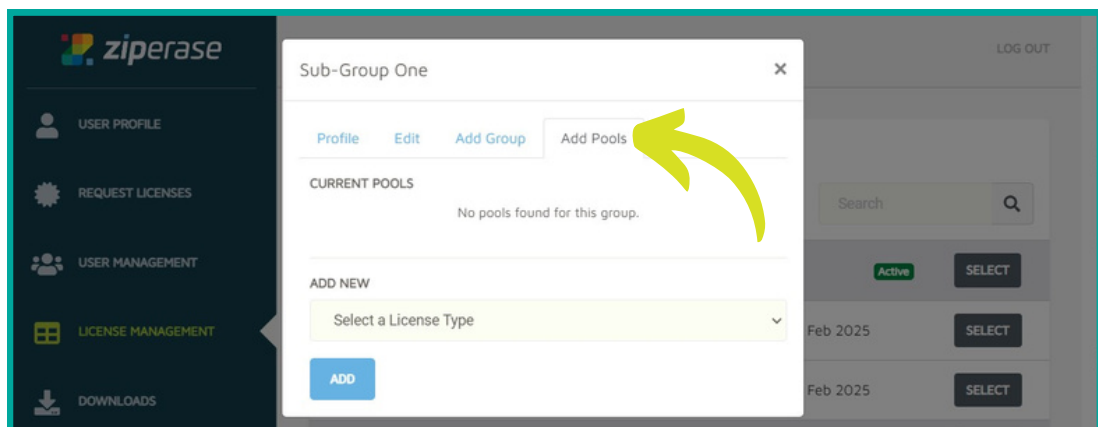 ziperase
USER PROFILE
REQUEST LICENSES
USER MANAGEMENT
LICENSE MANAGEMENT
DOWNLOADS
LOG OUT
Sub-Group One ×
Profile Edit Add Group Add Pools
CURRENT POOLS
No pools found for this group.
ADD NEW
Select a License Type
ADD
Search
Active SELECT
Feb 2025 SELECT
Feb 2025 SELECT